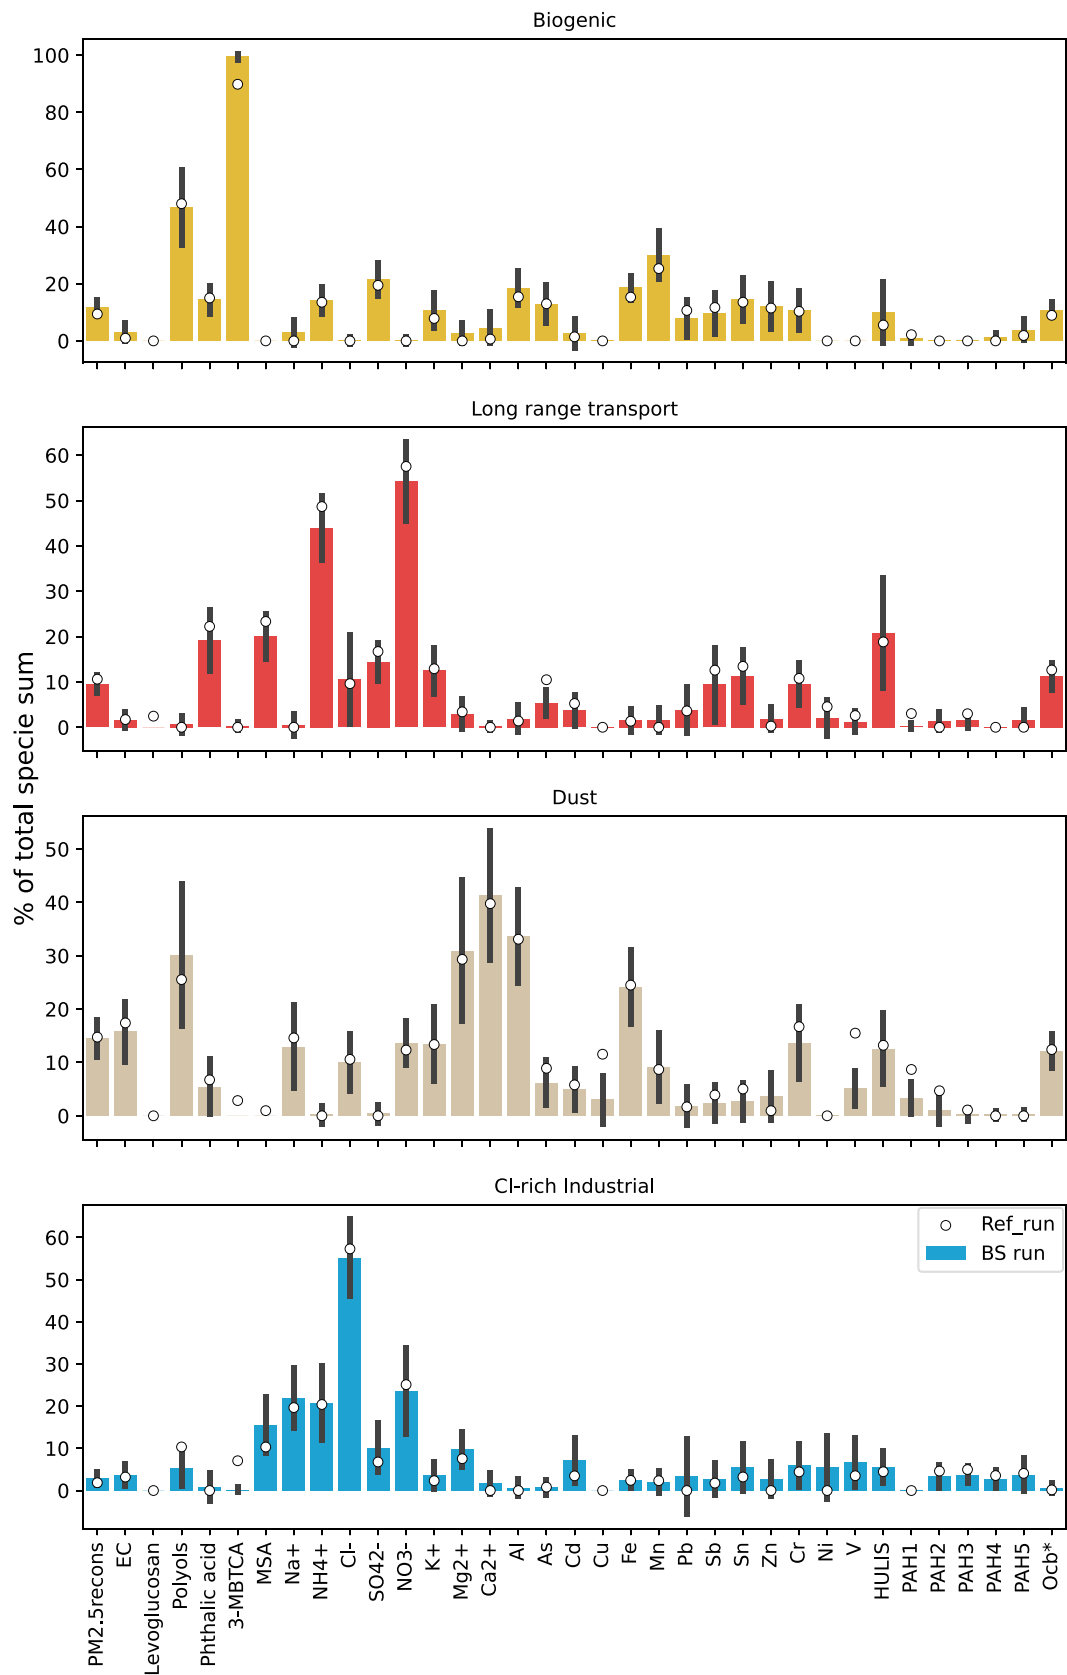 Biogenic
100
80
60
40
20
0
Long range transport
60
50
40
30
20
10
0
% of total specie sum
Dust
50
40
30
20
10
0
Cl-rich Industrial
Ref_run
BS run
60
50
40
30
20
10
0
PM2.5recons
EC
Levoglucosan
Polyols
Phthalic acid
3-MBTCA
MSA
Na+
NH4+
Cl-
SO42-
NO3-
K+
Mg2+
Ca2+
Al
As
Cd
Cu
Fe
Mn
Pb
Sb
Sn
Zn
Cr
Ni
V
HULIS
PAH1
PAH2
PAH3
PAH4
PAH5
Ocb*